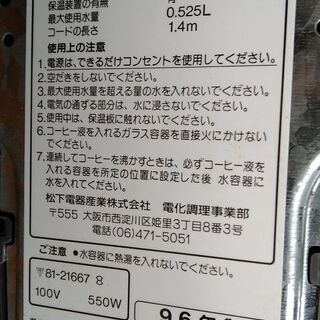 保温装置の有無 有
最大使用水量 0.525L
コードの長さ 1.4m
使用上の注意
1.電源は、できるだけコンセントを使用してください。
2.空だきをしないでください。
3.最大使用水量を超える量の水を入れないでください。
4.電気の通ずる部分は、水に浸さないでください。
5.使用中は、保温板に触れないでください。
6.コーヒー液を入れるガラス容器を直接火にかけない
でください。
7.連続してコーヒーを沸かすときは、必ずコーヒー液を
入れる容器を所定の位置に設定した後 水容器に
水を入れてください。
松下電器産業株式会社 電化調理事業部
〒555 大阪市西淀川区姫里3丁目8番3号
(06)471-5051
ご注意 ●水容器に熱湯を入れないでください。
81-21667 8
100V 550W
96年